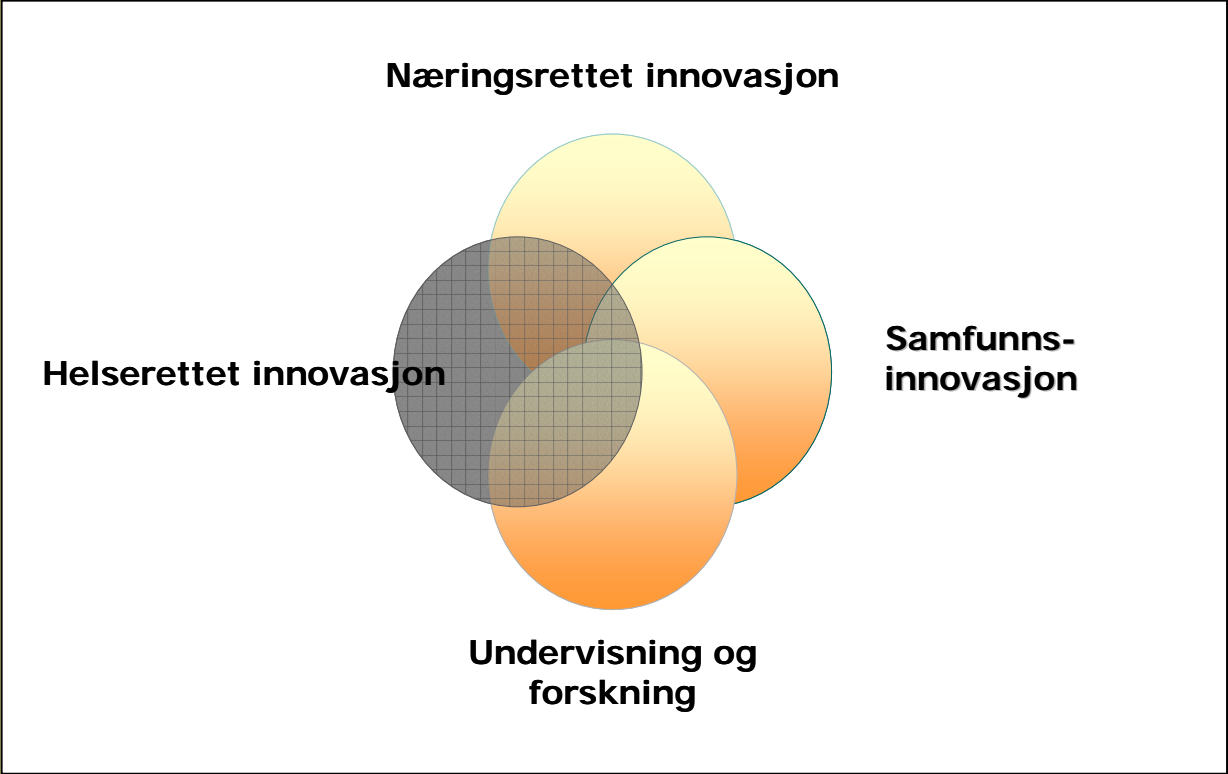 Næringsrettet innovasjon
Helserettet innovasjon
Samfunns-
innovasjon
Undervisning og
forskning